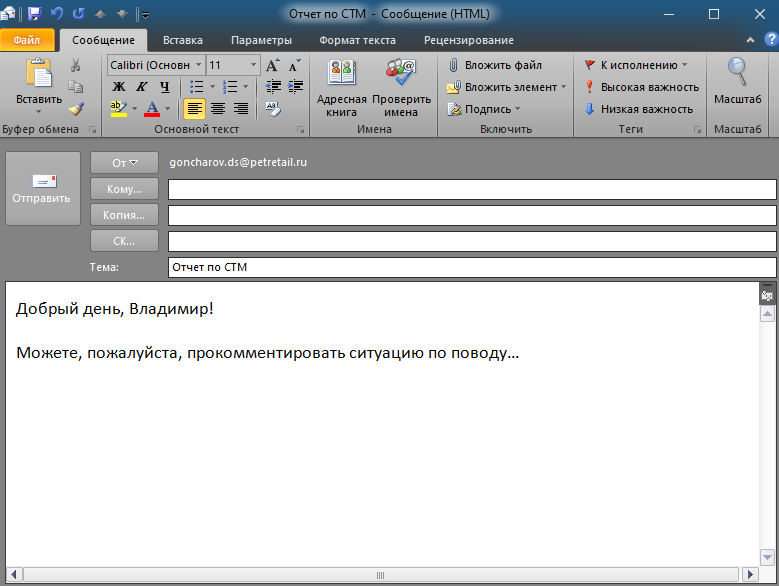 Отчет по СТМ - Сообщение (HTML)
Файл Сообщение Вставка Параметры Формат текста Рецензирование
Вставить
Буфер обмена
Calibri (Основн 11
Ж К Ч
Основной текст
Адресная книга
Проверить имена
Имена
Вложить файл
Вложить элемент
Подпись
Включить
К исполнению
Высокая важность
Низкая важность
Теги
Масштаб
Масштаб
Отправить
От goncharov.ds@petretail.ru
Кому...
Копия...
СК...
Тема: Отчет по СТМ
Добрый день, Владимир!
Можете, пожалуйста, прокомментировать ситуацию по поводу...